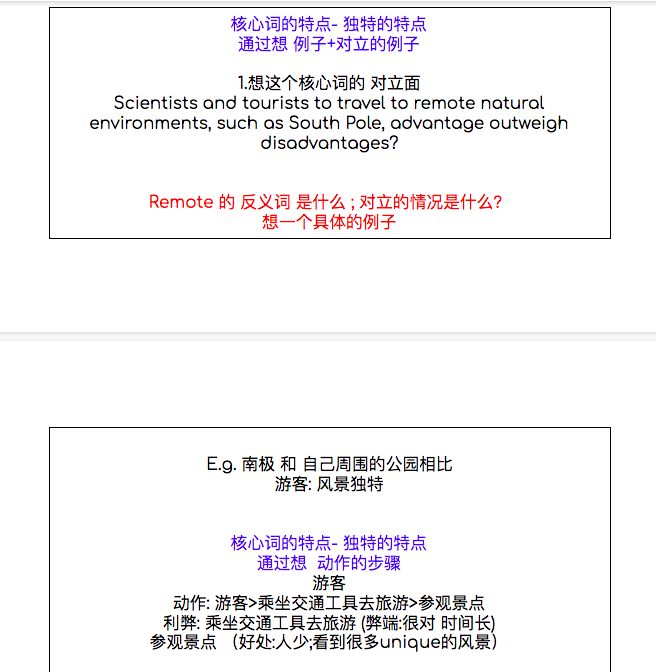 核心词的特点- 独特的特点
通过想 例子+对立的例子
1.想这个核心词的 对立面
Scientists and tourists to travel to remote natural
environments, such as South Pole, advantage outweigh
disadvantages?
Remote 的 反义词 是什么 ; 对立的情况是什么?
想一个具体的例子
E.g. 南极 和 自己周围的公园相比
游客: 风景独特
核心词的特点- 独特的特点
通过想  动作的步骤
游客
动作: 游客>乘坐交通工具去旅游>参观景点
利弊: 乘坐交通工具去旅游 (弊端:很对 时间长)
参观景点 （好处:人少;看到很多unique的风景）